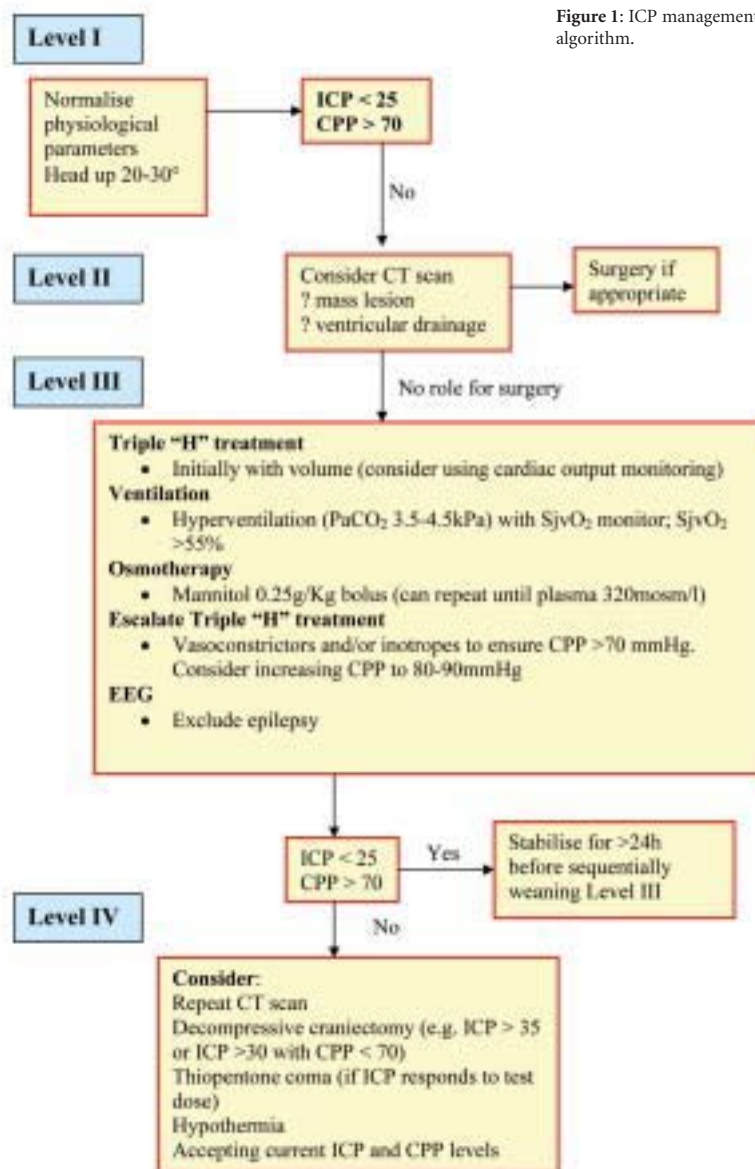 Figure 1: ICP management
algorithm.
Level I
Normalise
physiological
parameters
Head up 20-30°
ICP < 25
CPP > 70
No
Level II
Consider CT scan
? mass lesion
? ventricular drainage
Surgery if
appropriate
Level III
No role for surgery
Triple “H” treatment
• Initially with volume (consider using cardiac output monitoring)
Ventilation
• Hyperventilation (PaCO₂ 3.5-4.5kPa) with SjvO₂ monitor; SjvO₂
>55%
Osmotherapy
• Mannitol 0.25g/Kg bolus (can repeat until plasma 320mosm/l)
Escalate Triple “H” treatment
• Vasoconstrictors and/or inotropes to ensure CPP >70 mmHg.
Consider increasing CPP to 80-90mmHg
EEG
• Exclude epilepsy
ICP < 25
CPP > 70
Yes
Stabilise for >24h
before sequentially
weaning Level III
Level IV
No
Consider:
Repeat CT scan
Decompressive craniectomy (e.g. ICP > 35
or ICP >30 with CPP < 70)
Thiopentone coma (if ICP responds to test
dose)
Hypothermia
Accepting current ICP and CPP levels